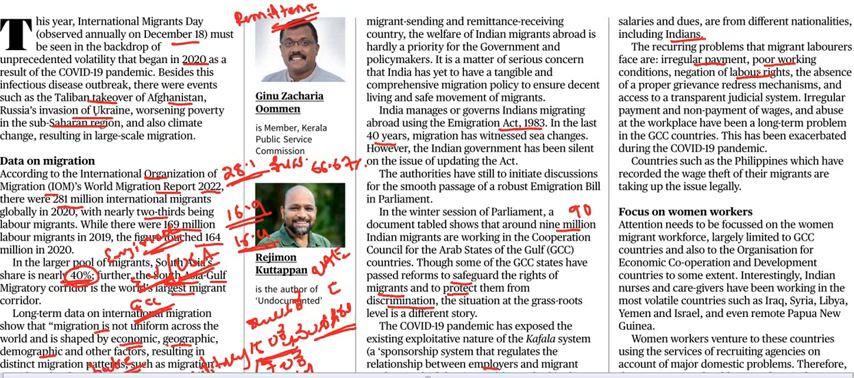 This year, International Migrants Day
(observed annually on December 18) must
be seen in the backdrop of
unprecedented volatility that began in 2020 as a
result of the COVID-19 pandemic. Besides this
infectious disease outbreak, there were events
such as the Taliban takeover of Afghanistan,
Russia's invasion of Ukraine, worsening poverty
in the sub-Saharan region, and also climate
change, resulting in large-scale migration.
Data on migration
According to the International Organization of
Migration (IOM)'s World Migration Report 2022,
there were 281 million international migrants
globally in 2020, with nearly two-thirds being
labour migrants. While there were 169 million
labour migrants in 2019, the figure touched 164
million in 2020.
In the larger pool of migrants, South Asia's
share is nearly 40%; further, the South Asia-Gulf
Migratory corridor is the world's largest migrant
corridor.
Long-term data on international migration
show that "migration is not uniform across the
world and is shaped by economic, geographic,
demographic and other factors, resulting in
distinct migration patterns, such as migration
Remittance
Ginu Zacharia
Oommen
is Member, Kerala
Public Service
Commission
28.1
66.67%
16.9
16.4
Rejimon
Kuttappan
is the author of
'Undocumented'
GCC
UAE
migrant-sending and remittance-receiving
country, the welfare of Indian migrants abroad is
hardly a priority for the Government and
policymakers. It is a matter of serious concern
that India has yet to have a tangible and
comprehensive migration policy to ensure decent
living and safe movement of migrants.
India manages or governs Indians migrating
abroad using the Emigration Act, 1983. In the last
40 years, migration has witnessed sea changes.
However, the Indian government has been silent
on the issue of updating the Act.
The authorities have still to initiate discussions
for the smooth passage of a robust Emigration Bill
in Parliament.
In the winter session of Parliament, a
90
document tabled shows that around nine million
Indian migrants are working in the Cooperation
Council for the Arab States of the Gulf (GCC)
countries. Though some of the GCC states have
passed reforms to safeguard the rights of
migrants and to protect them from
discrimination, the situation at the grass-roots
level is a different story.
The COVID-19 pandemic has exposed the
existing exploitative nature of the Kafala system
(a 'sponsorship system that regulates the
relationship between employers and migrant
salaries and dues, are from different nationalities,
including Indians.
The recurring problems that migrant labourers
face are: irregular payment, poor working
conditions, negation of labour rights, the absence
of a proper grievance redress mechanisms, and
access to a transparent judicial system. Irregular
payment and non-payment of wages, and abuse
at the workplace have been a long-term problem
in the GCC countries. This has been exacerbated
during the COVID-19 pandemic.
Countries such as the Philippines which have
recorded the wage theft of their migrants are
taking up the issue legally.
Focus on women workers
Attention needs to be focussed on the women
migrant workforce, largely limited to GCC
countries and also to the Organisation for
Economic Co-operation and Development
countries to some extent. Interestingly, Indian
nurses and care-givers have been working in the
most volatile countries such as Iraq, Syria, Libya,
Yemen and Israel, and even remote Papua New
Guinea.
Women workers venture to these countries
using the services of recruiting agencies on
account of major domestic problems. Therefore,